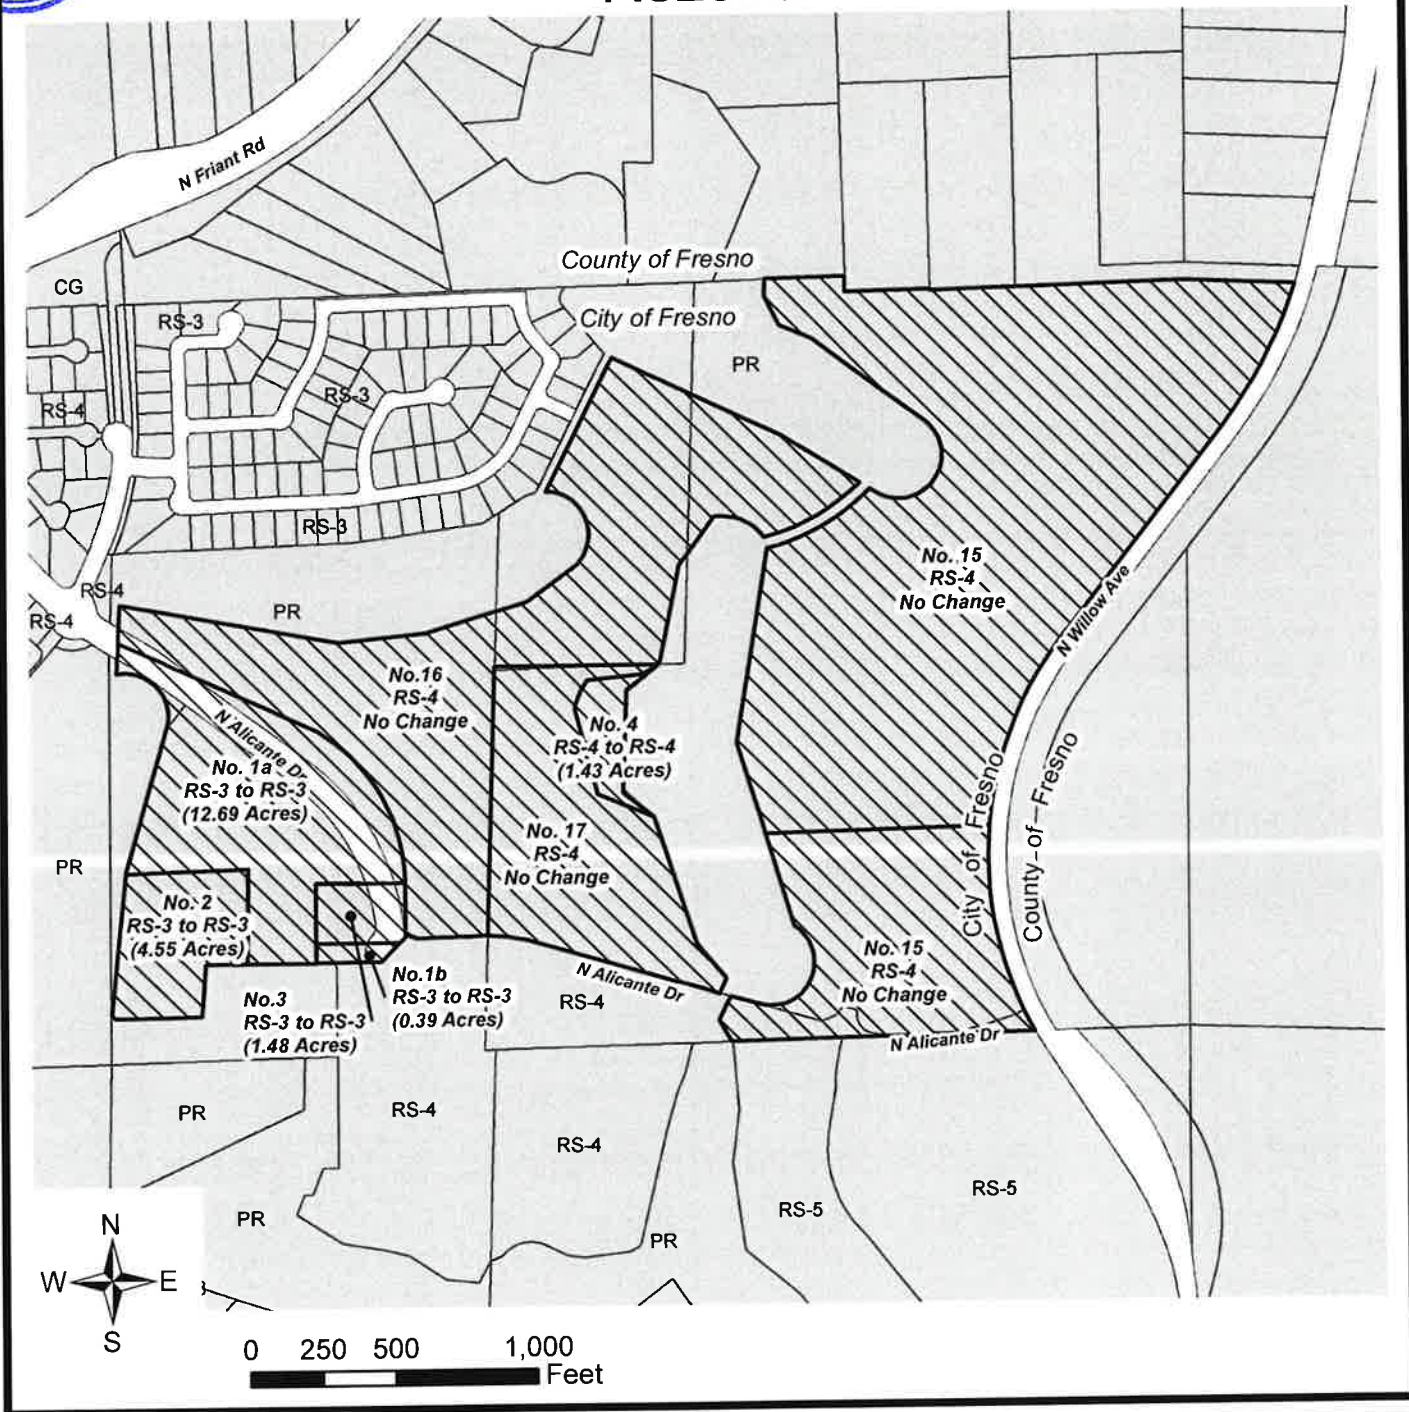 N Friant Rd
County of Fresno
CG
RS-3
City of Fresno
PR
RS-3
RS-4
RS-3
No. 15
RS-4
No Change
RS-4
PR
RS-4
N Willow Ave
No.16
RS-4
No Change
N Alicante Dr
No. 4
RS-4 to RS-4
(1.43 Acres)
No. 1a
RS-3 to RS-3
(12.69 Acres)
City of Fresno
County of Fresno
No. 17
RS-4
No Change
PR
No. 2
RS-3 to RS-3
(4.55 Acres)
No. 15
RS-4
No Change
No.1b
RS-3 to RS-3
(0.39 Acres)
N Alicante Dr
RS-4
No.3
RS-3 to RS-3
(1.48 Acres)
N Alicante Dr
PR
RS-4
RS-4
RS-5
RS-5
PR
PR
N
W E
S
0 250 500 1,000
Feet